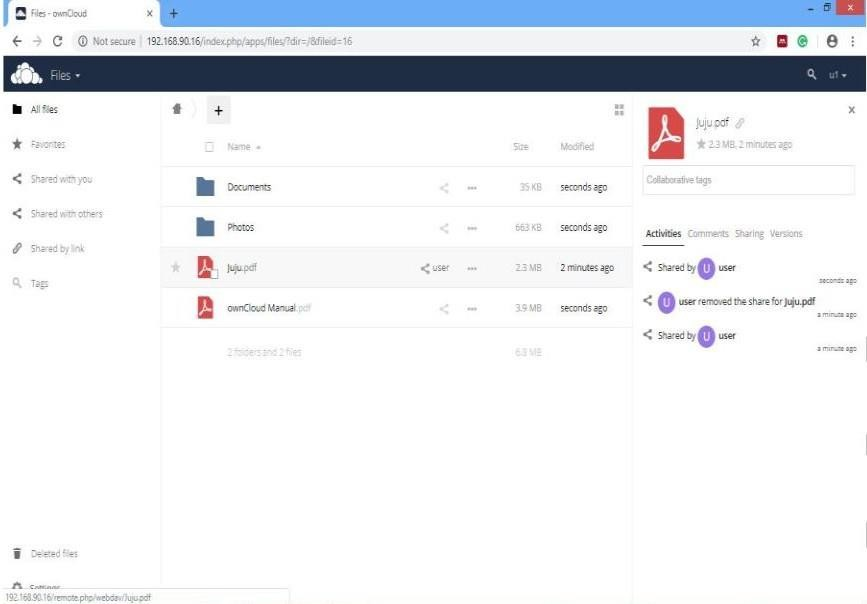 Files - ownCloud
Not secure | 192.168.90.16/index.php/apps/files/?dir=/&fileid=16
Files
u1
All files
Favorites
Shared with you
Shared with others
Shared by link
Tags
Deleted files
Settings
192.168.90.16/remote.php/webdav/Juju.pdf
+
Name Size Modified
Documents 35 KB seconds ago
Photos 663 KB seconds ago
Juju.pdf user 2.3 MB 2 minutes ago
ownCloud Manual.pdf 3.9 MB seconds ago
2 folders and 2 files 6.8 MB
Juju.pdf
2.3 MB, 2 minutes ago
Collaborative tags
Activities Comments Sharing Versions
Shared by U user
seconds ago
U user removed the share for Juju.pdf
a minute ago
Shared by U user
a minute ago